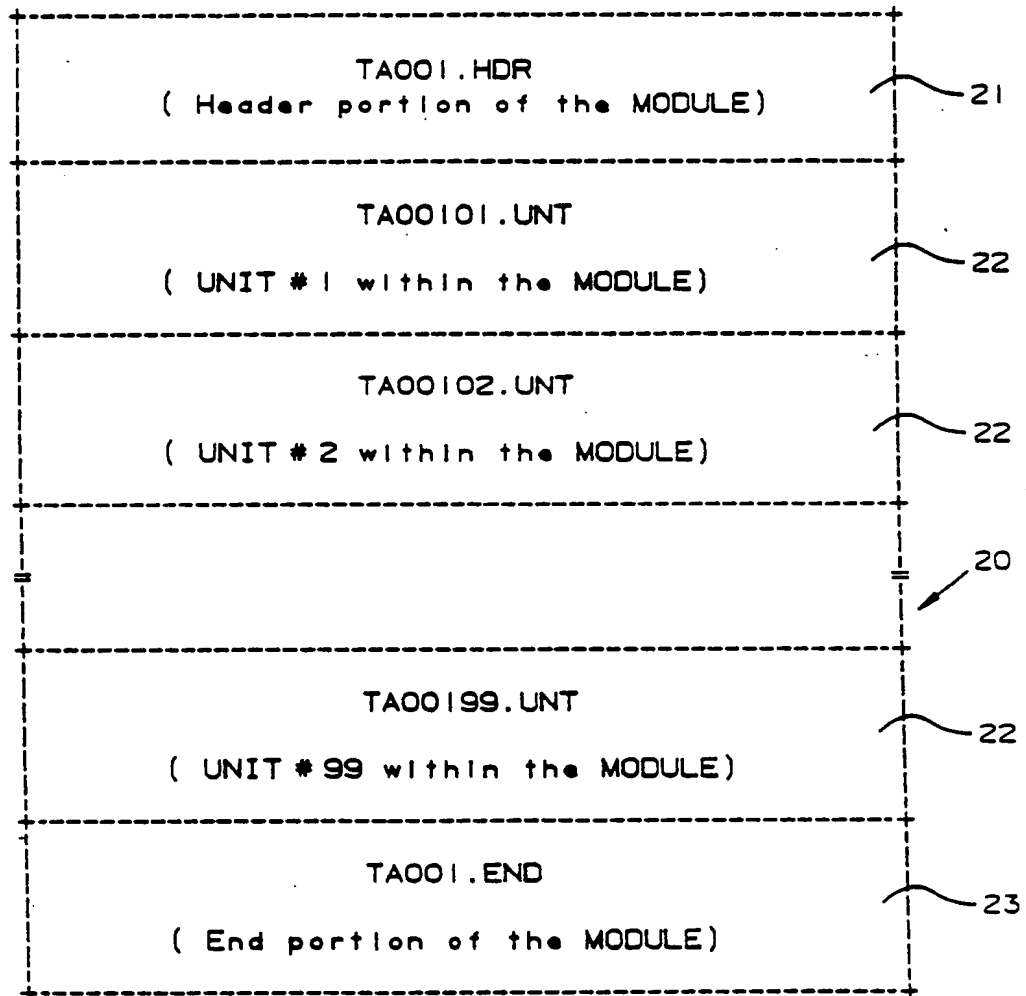 TA001.HDR
( Header portion of the MODULE)
21
TA00101.UNT
22
( UNIT #1 within the MODULE)
TA00102.UNT
22
( UNIT #2 within the MODULE)
20
TA00199.UNT
22
( UNIT #99 within the MODULE)
TA001.END
23
( End portion of the MODULE)